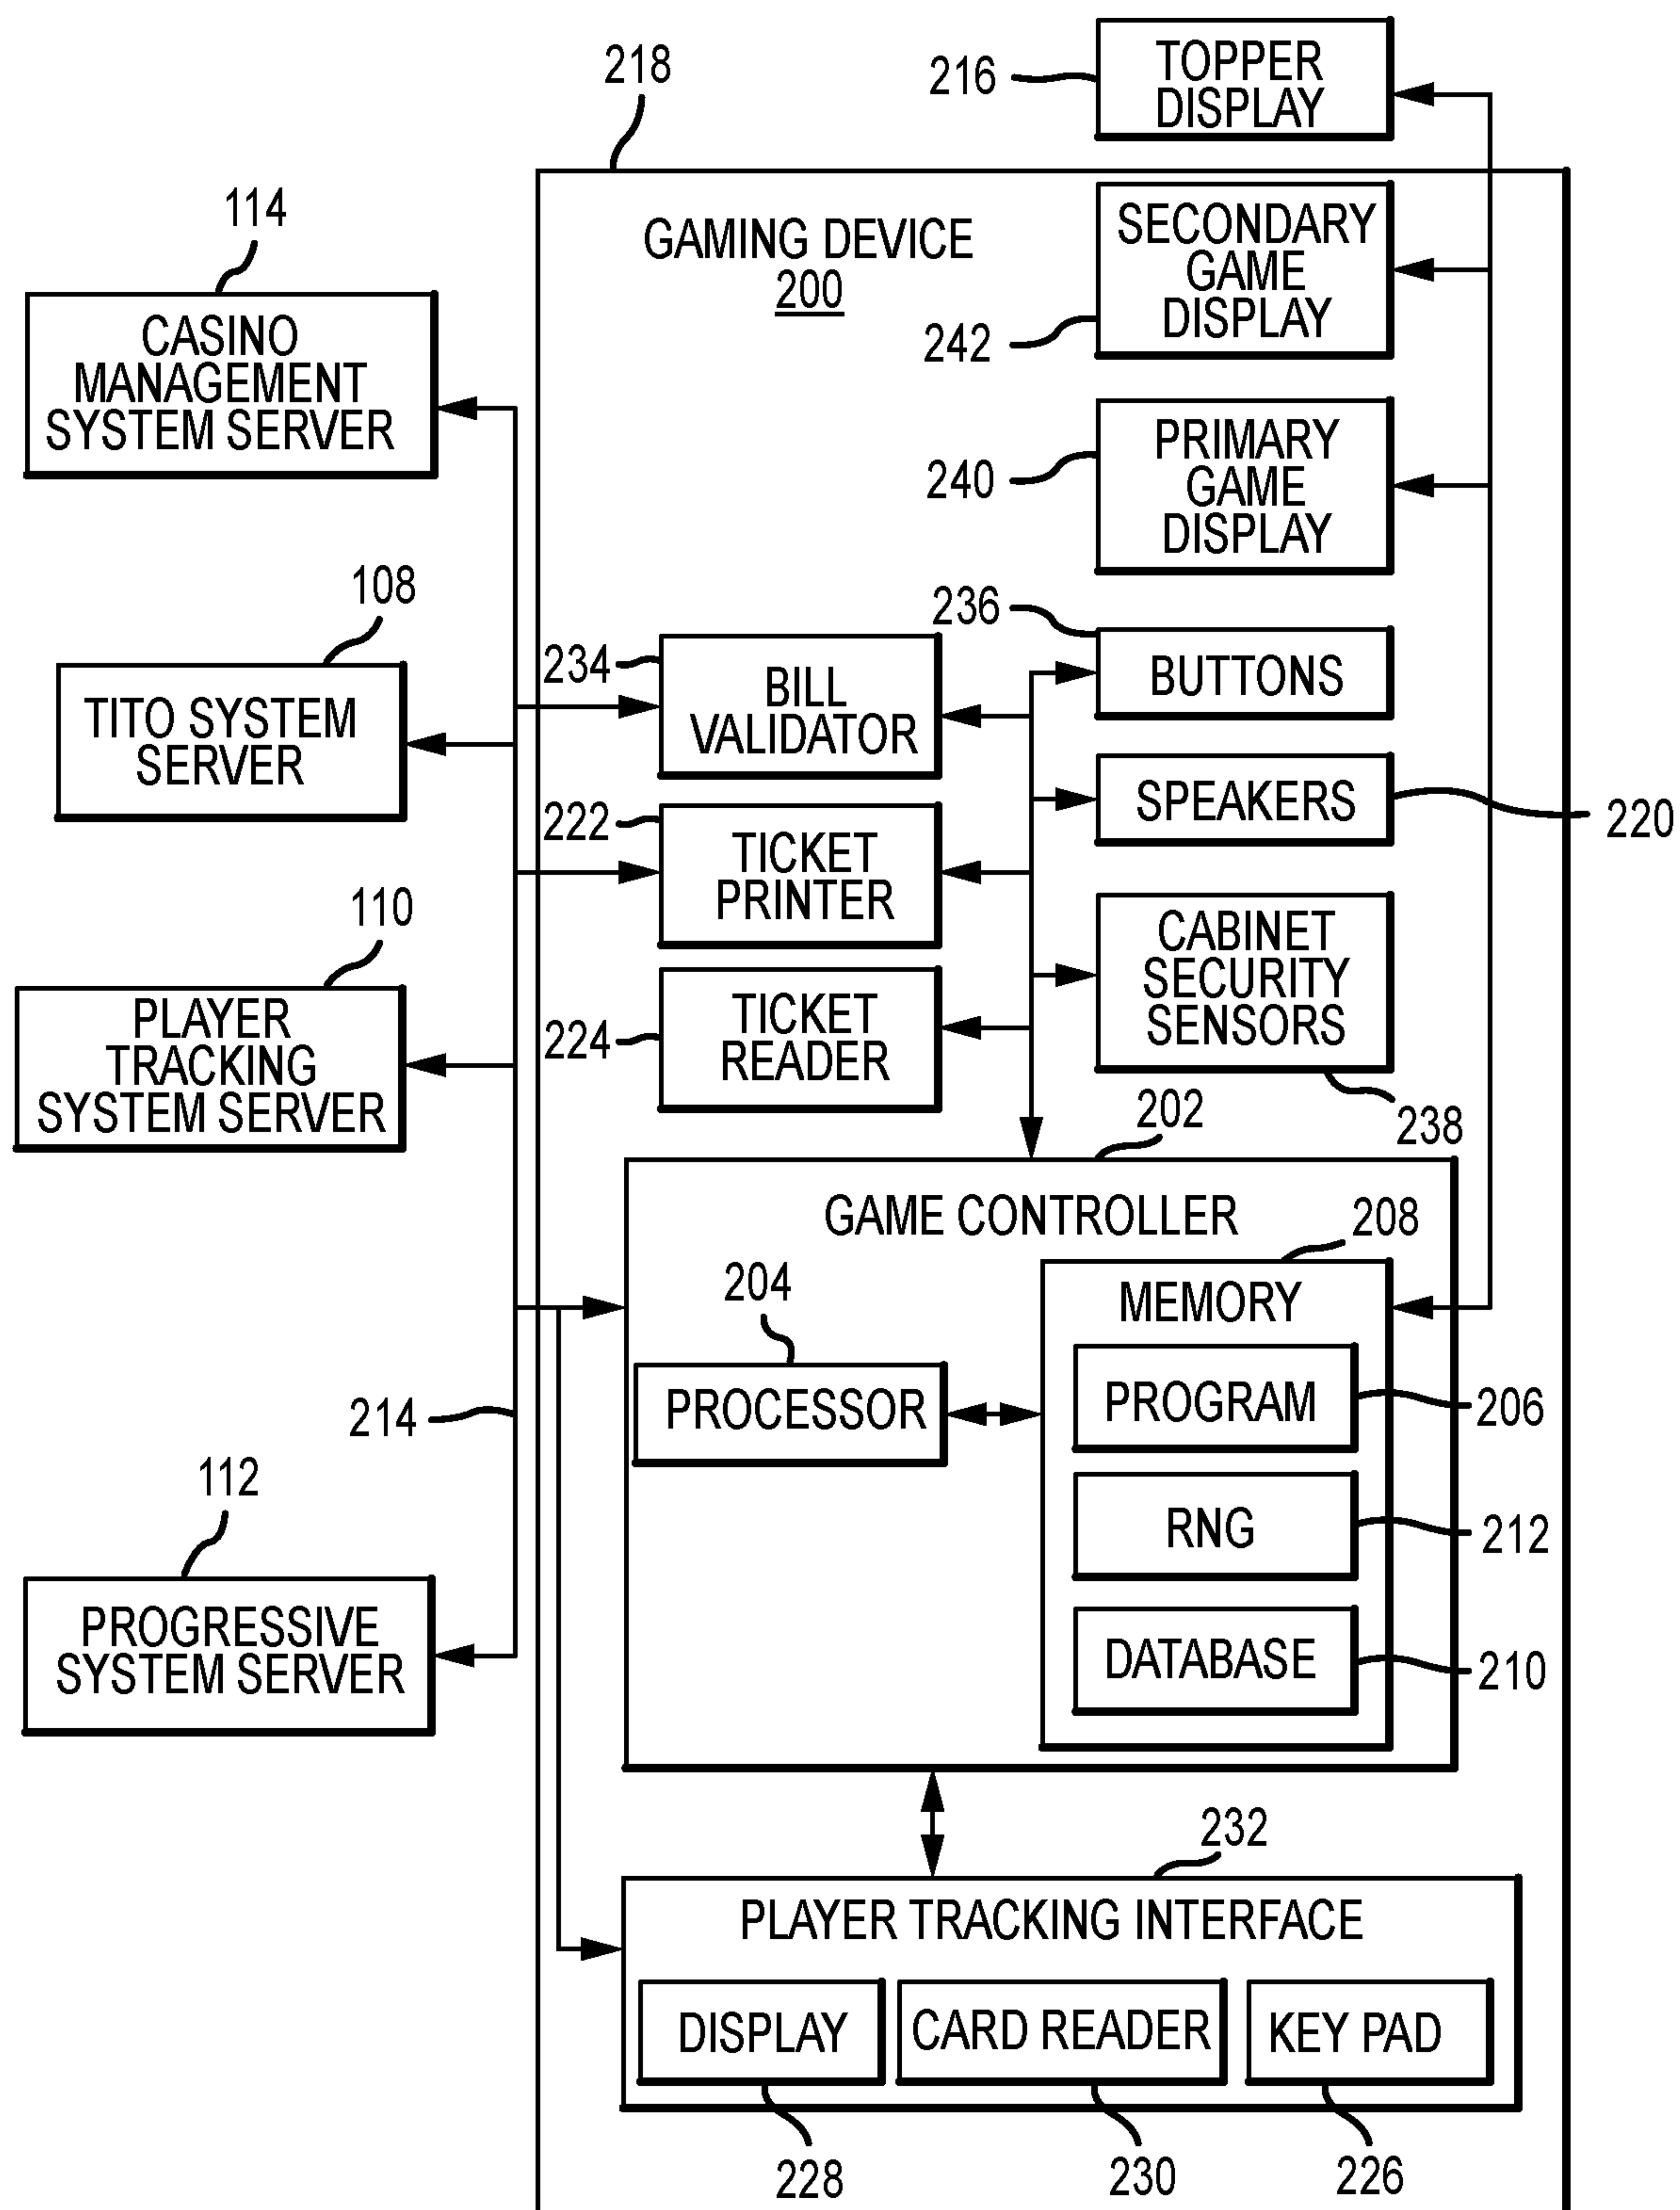 216
TOPPER
DISPLAY
218
GAMING DEVICE
200
SECONDARY
GAME
DISPLAY
242
114
CASINO
MANAGEMENT
SYSTEM SERVER
PRIMARY
GAME
DISPLAY
240
108
TITO SYSTEM
SERVER
234
BILL
VALIDATOR
236
BUTTONS
SPEAKERS
220
222
TICKET
PRINTER
110
PLAYER
TRACKING
SYSTEM SERVER
224
TICKET
READER
CABINET
SECURITY
SENSORS
238
202
GAME CONTROLLER
208
MEMORY
204
PROCESSOR
PROGRAM
206
214
RNG
212
112
PROGRESSIVE
SYSTEM SERVER
DATABASE
210
232
PLAYER TRACKING INTERFACE
DISPLAY
CARD READER
KEY PAD
228
230
226